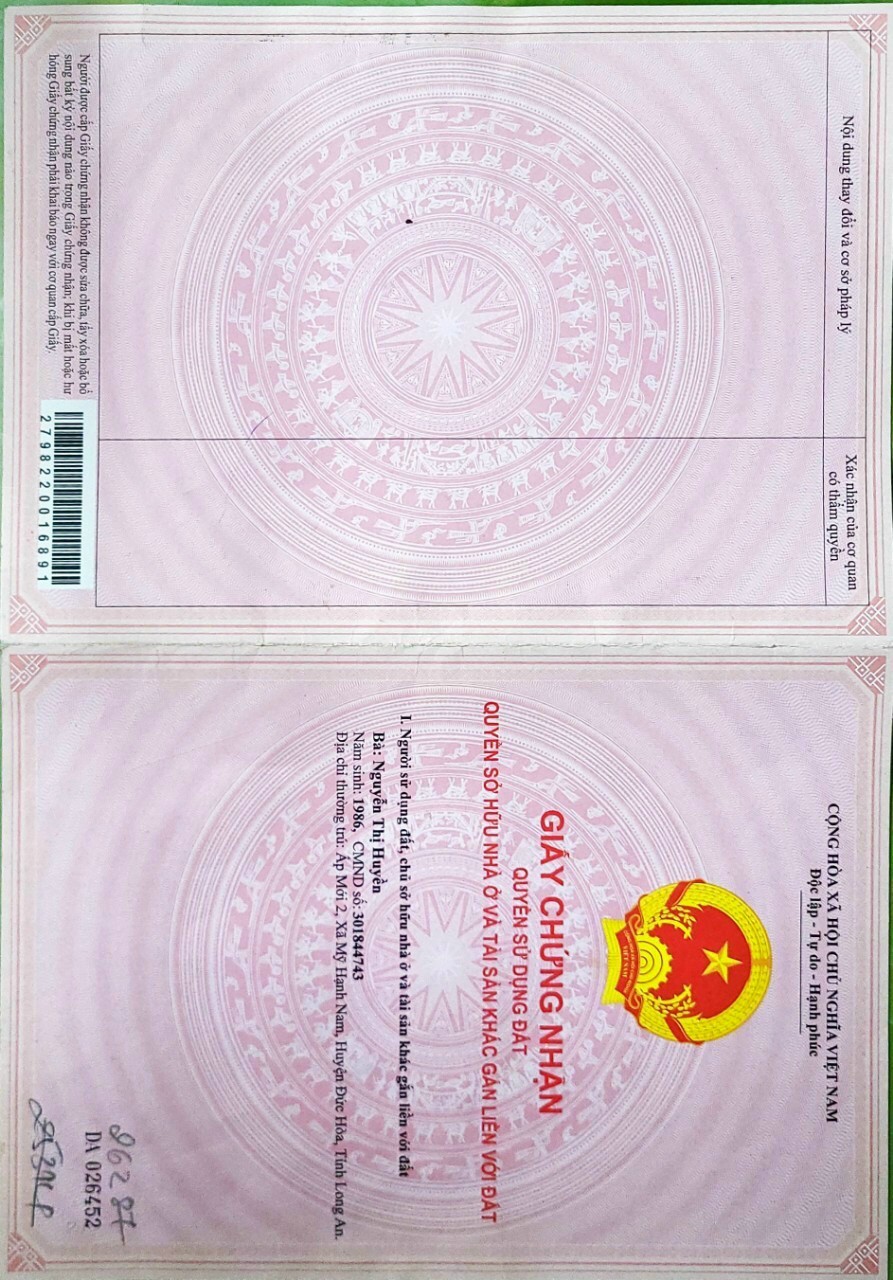 Nội dung thay đổi và cơ sở pháp lý
Xác nhận của cơ quan
có thẩm quyền
Người được cấp Giấy chứng nhận không được sửa chữa, tẩy xóa hoặc bổ
sung bất kỳ nội dung nào trong Giấy chứng nhận; khi bị mất hoặc hư
hỏng Giấy chứng nhận phải khai báo ngay với cơ quan cấp Giấy.
2798220016891
CỘNG HÒA XÃ HỘI CHỦ NGHĨA VIỆT NAM
Độc lập - Tự do - Hạnh phúc
VIỆT NAM
GIẤY CHỨNG NHẬN
QUYỀN SỬ DỤNG ĐẤT
QUYỀN SỞ HỮU NHÀ Ở VÀ TÀI SẢN KHÁC GẮN LIỀN VỚI ĐẤT
I. Người sử dụng đất, chủ sở hữu nhà ở và tài sản khác gắn liền với đất
Bà: Nguyễn Thị Huyền
Năm sinh: 1986, CMND số: 301844743
Địa chỉ thường trú: Ấp Mới 2, Xã Mỹ Hạnh Nam, Huyện Đức Hòa, Tỉnh Long An.
DA 026452